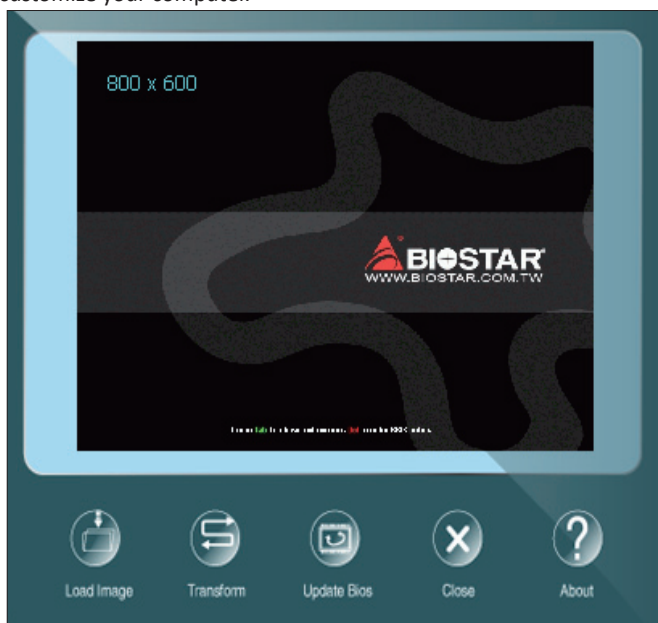 customize your computer.
800 x 600
BIOSTAR
WWW.BIOSTAR.COM.TW
Load Image
Transform
Update Bios
Close
About